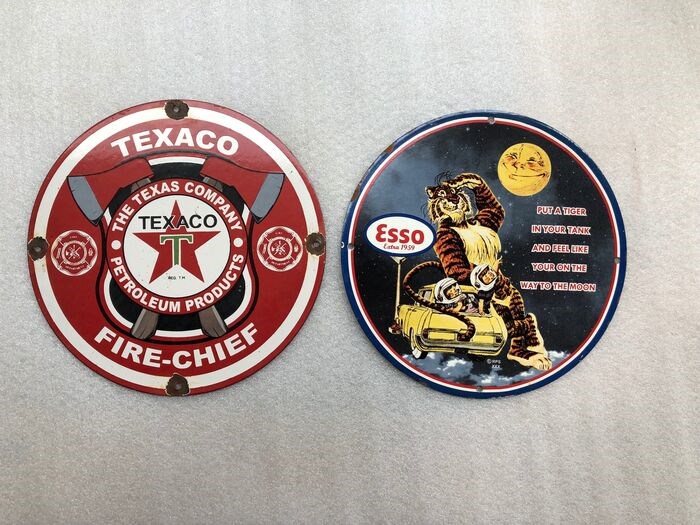 TEXACO
THE TEXAS COMPANY
TEXACO
T
REG. T.M.
PETROLEUM PRODUCTS
FIRE-CHIEF
Esso
Extra 1959
PUT A TIGER
IN YOUR TANK
AND FEEL LIKE
YOUR ON THE
WAY TO THE MOON